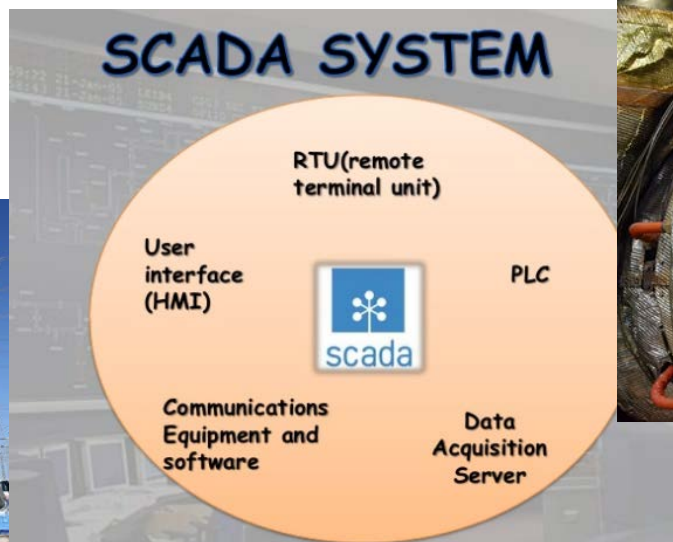 SCADA SYSTEM
RTU(remote
terminal unit)
User
interface
(HMI)
PLC
scada
Communications
Equipment and
software
Data
Acquisition
Server